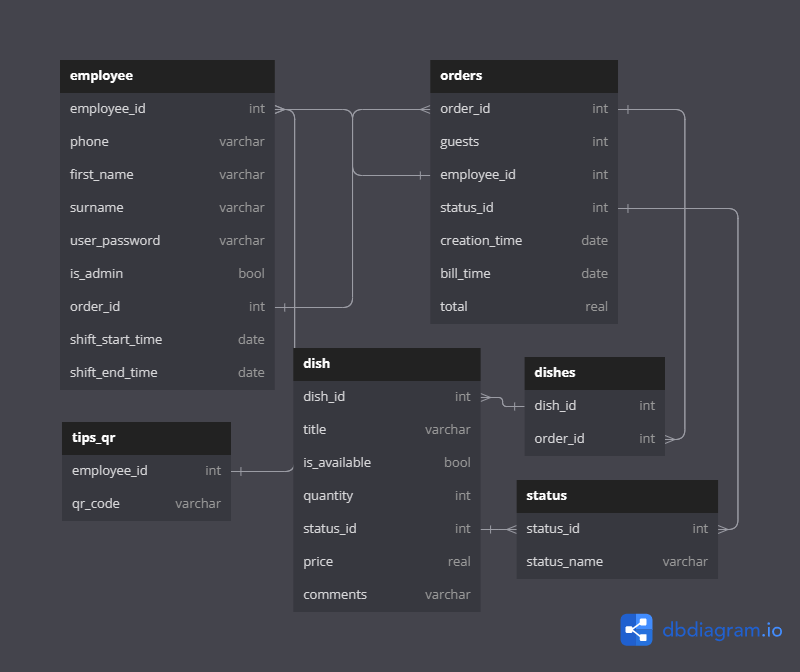 employee
employee_id int
phone varchar
first_name varchar
surname varchar
user_password varchar
is_admin bool
order_id int
shift_start_time date
shift_end_time date
orders
order_id int
guests int
employee_id int
status_id int
creation_time date
bill_time date
total real
tips_qr
employee_id int
qr_code varchar
dish
dish_id int
title varchar
is_available bool
quantity int
status_id int
price real
comments varchar
dishes
dish_id int
order_id int
status
status_id int
status_name varchar
dbdiagram.io